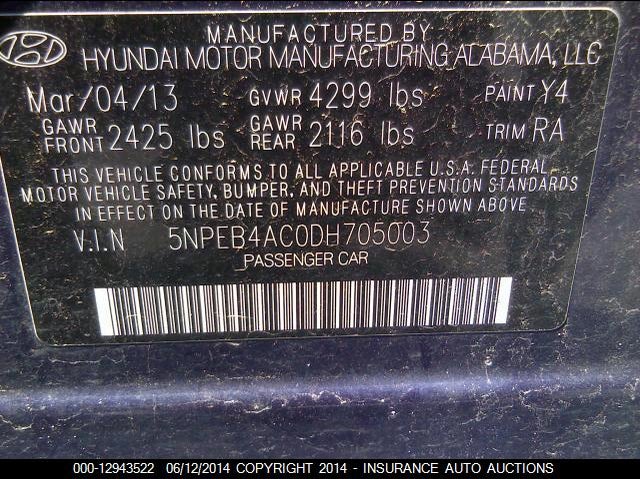 MANUFACTURED BY
HYUNDAI MOTOR MANUFACTURING ALABAMA, LLC
Mar/04/13 GVWR 4299 lbs PAINT Y4
GAWR FRONT 2425 lbs GAWR REAR 2116 lbs TRIM RA
THIS VEHICLE CONFORMS TO ALL APPLICABLE U.S.A. FEDERAL
MOTOR VEHICLE SAFETY, BUMPER, AND THEFT PREVENTION STANDARDS
IN EFFECT ON THE DATE OF MANUFACTURE SHOWN ABOVE
V.I.N 5NPEB4AC0DH705003
PASSENGER CAR
000-12943522 06/12/2014 COPYRIGHT 2014 - INSURANCE AUTO AUCTIONS